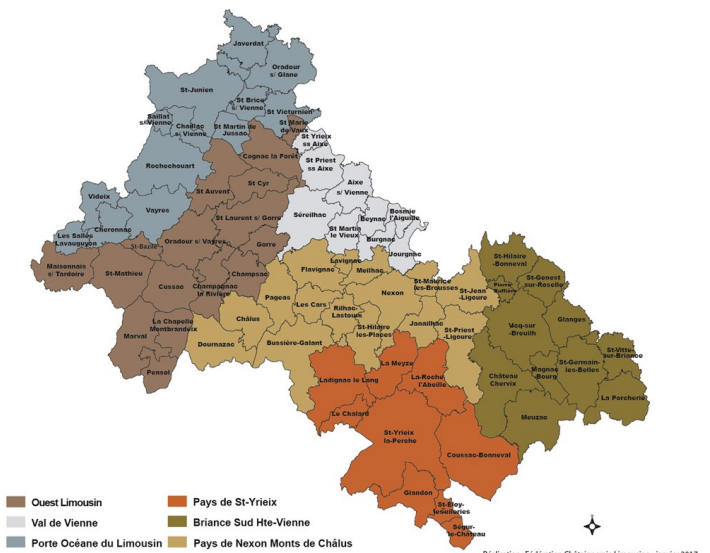 Javerdat
Oradour
s/ Glane
St-Junien
St Brice
s/ Vienne
St Victurnien
Saillat
s/Vienne
Chaillac
s/ Vienne
St Martin de
Jussac
St Marie
de Vaux
St Yrieix
ss Aixe
Cognac la Foret
St Priest
ss Aixe
Rochechouart
Aixe
s/ Vienne
St Cyr
St Auvent
Videix
Vayres
Cheronnac
Séreilhac
Beynac
Bosmie
l'Aiguille
St Laurent s/ Gorre
St Martin
le Vieux
Burgnac
Les Salles
Lavauguyon
St-Bazile
Oradour s/ Vayres
Gorre
Jourgnac
Maisonnais
s/ Tardoire
St-Mathieu
Lavignac
Flavignac
Meilhac
Champsac
Cussac
Champagnac
la Rivière
Pageas
Les Cars
Nexon
St-Maurice
les-Brousses
St-Jean
-Ligoure
St-Hilaire
-Bonneval
Pierre
Buffière
St-Genest
sur-Roselle
Rilhac-
Lastours
La Chapelle
Montbrandeix
Châlus
St-Hilaire
les-Places
Janailhac
St-Priest
-Ligoure
Vicq-sur
-Breuilh
Glanges
Marval
Dournazac
Bussière-Galant
St-Vitte
sur-Briance
Pensol
La Meyze
La-Roche
l'Abeille
Ladignac le Long
Château
Chervix
Magnac
Bourg
St-Germain
-les-Belles
La Porcherie
Le Chalard
Meuzac
St-Yrieix
la-Perche
Coussac-Bonneval
Glandon
St-Eloy-
lestuileries
Ségur-
le-Château
Ouest Limousin
Val de Vienne
Porte Océane du Limousin
Pays de St-Yrieix
Briance Sud Hte-Vienne
Pays de Nexon Monts de Châlus